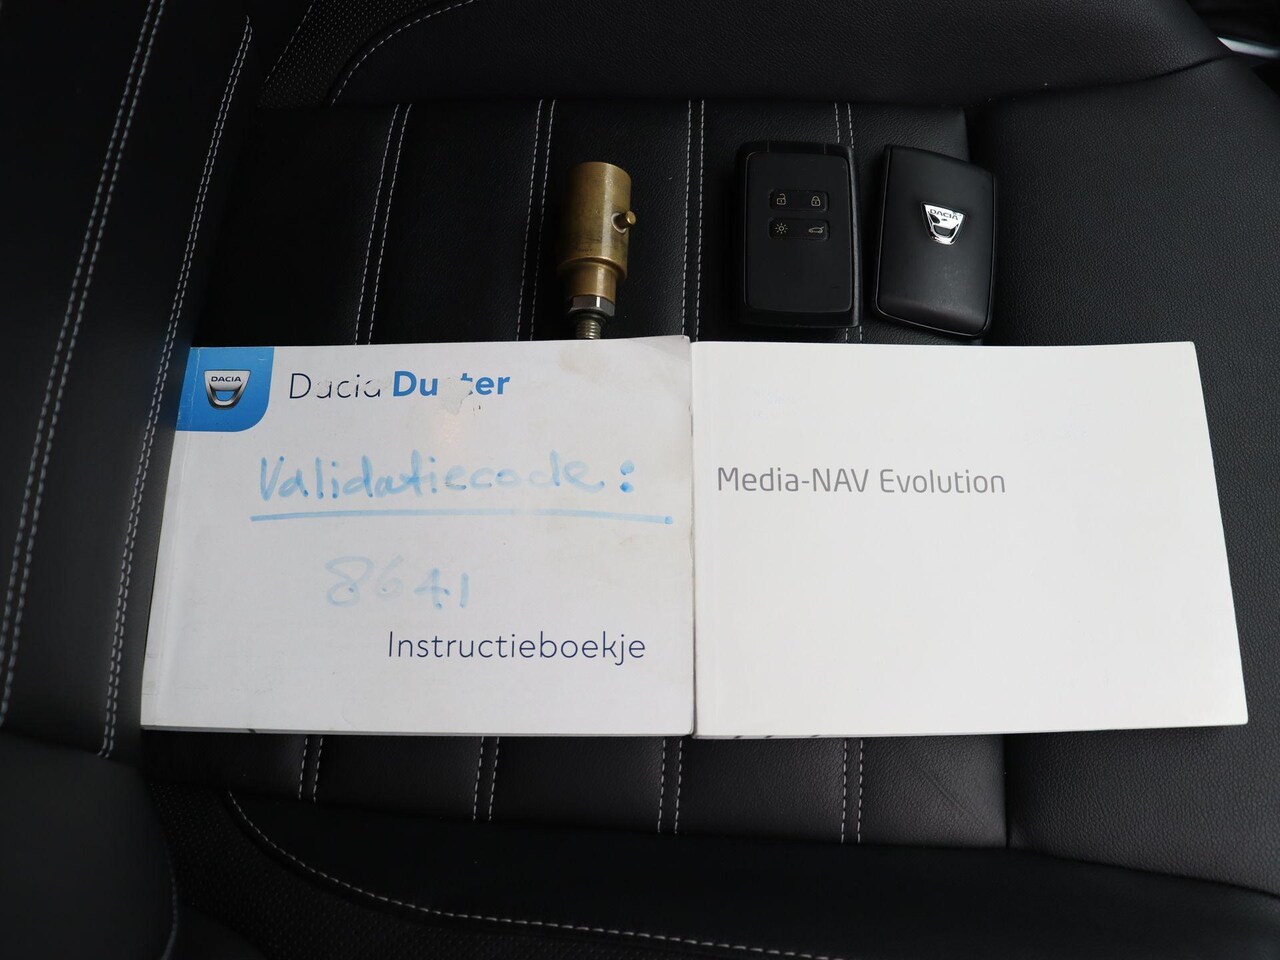 DACIA
DACIA
Dacia Duster
Validatiecode:
8641
Instructieboekje
Media-NAV Evolution